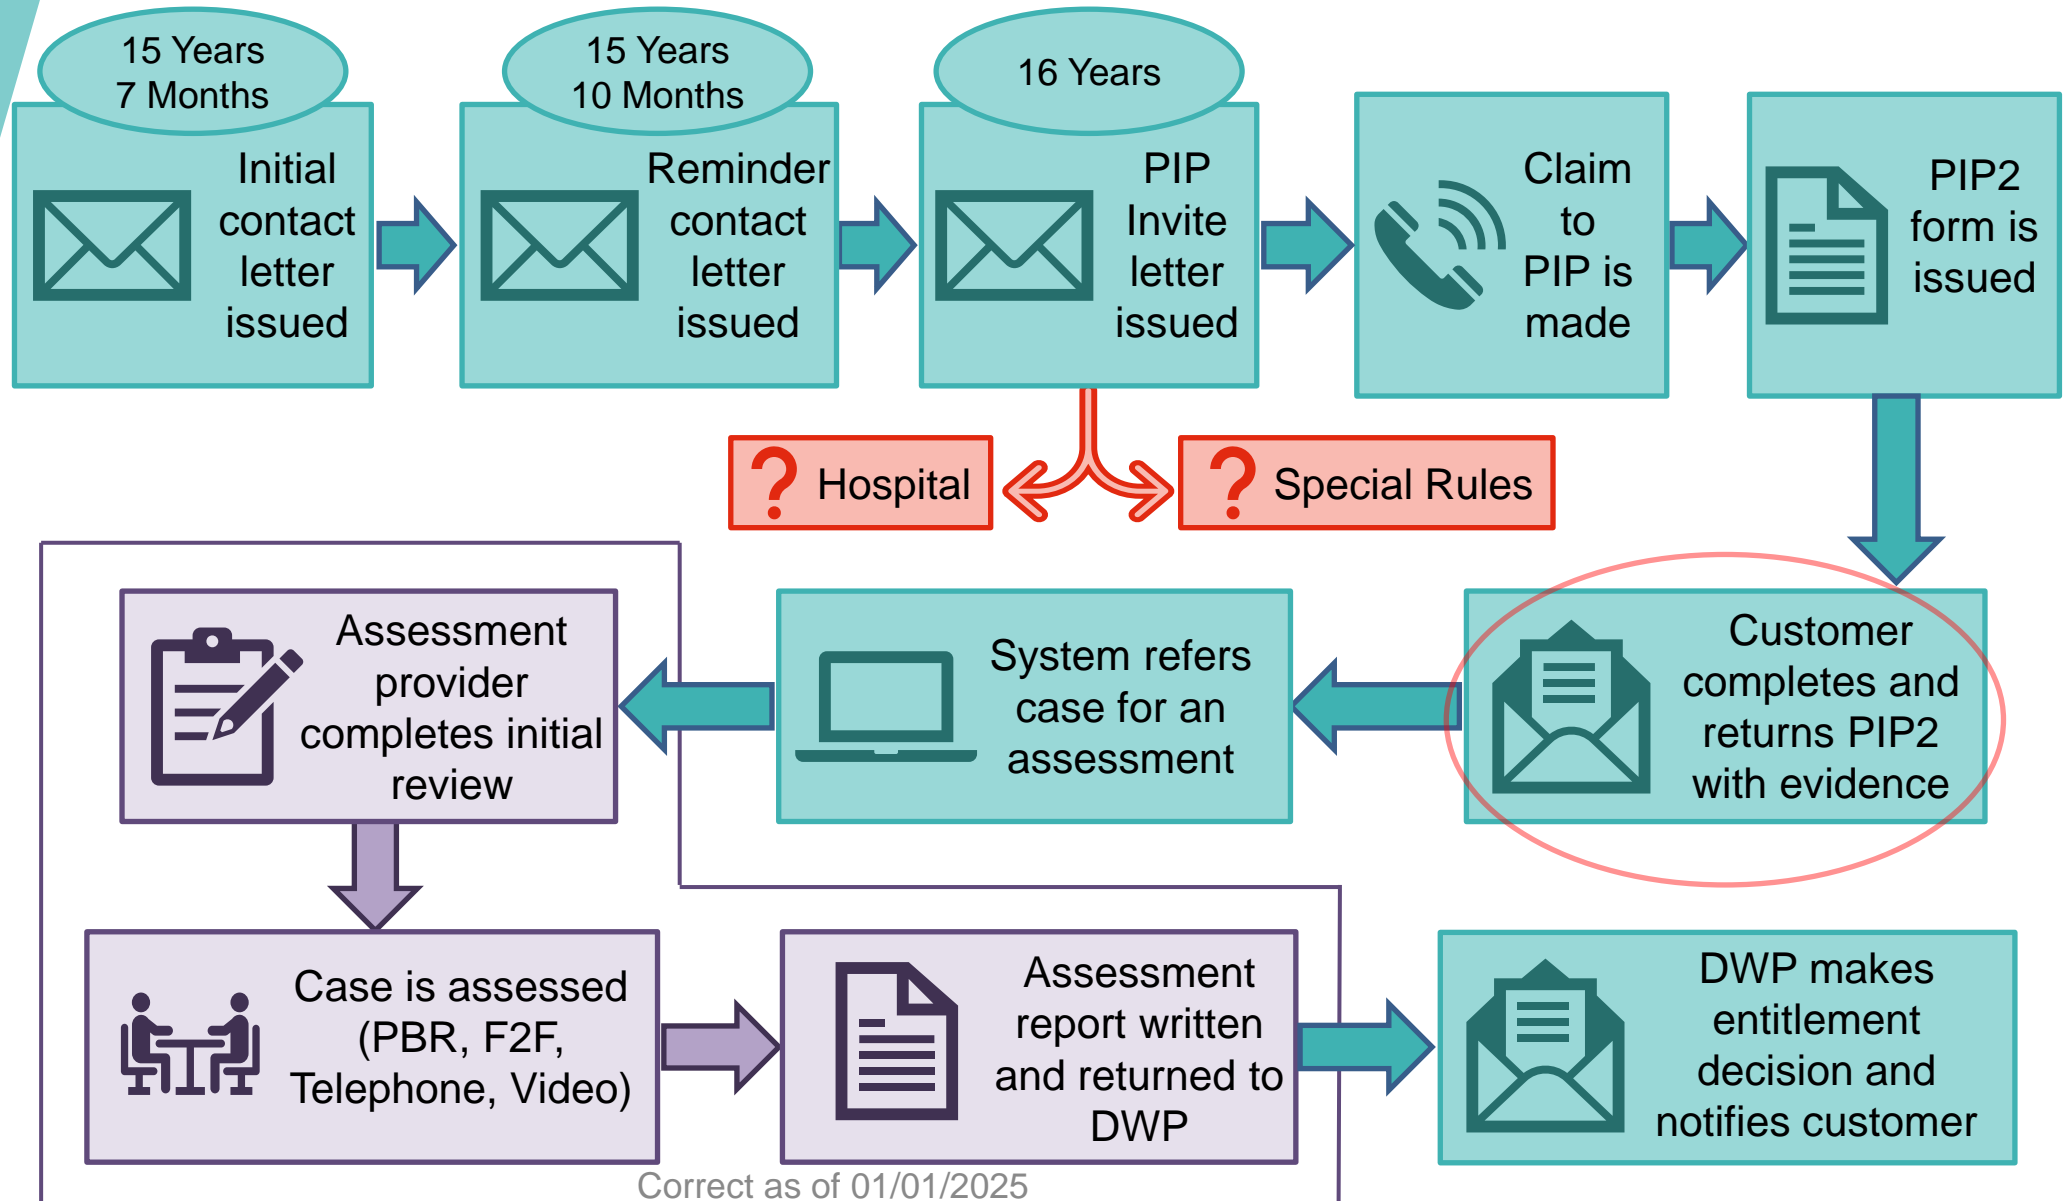 15 Years
7 Months
15 Years
10 Months
16 Years
Initial
contact
letter
issued
Reminder
contact
letter
issued
PIP
Invite
letter
issued
Claim
to
PIP is
made
PIP2
form is
issued
? Hospital
? Special Rules
Customer
completes and
returns PIP2
with evidence
System refers
case for an
assessment
Assessment
provider
completes initial
review
Case is assessed
(PBR, F2F,
Telephone, Video)
Assessment
report written
and returned to
DWP
DWP makes
entitlement
decision and
notifies customer
Correct as of 01/01/2025